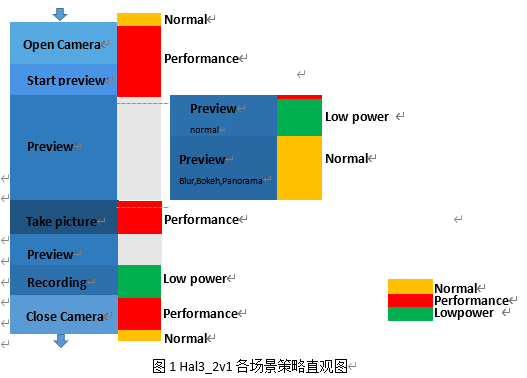 Normal
Open Camera
Performance
Start preview
Preview
normal
Low power
Preview
Preview
Blur,Bokeh,Panorama
Normal
Take picture
Performance
Preview
Recording
Low power
Normal
Performance
Lowpower
Close Camera
Performance
Normal
图 1 Hal3_2v1 各场景策略直观图